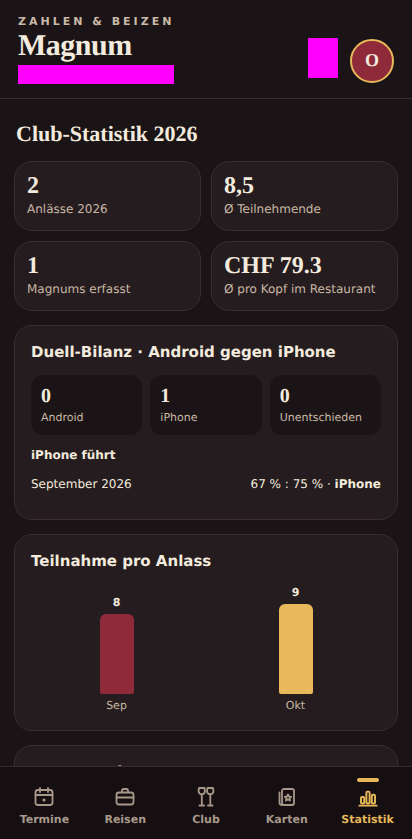 ZAHLEN & BEIZEN
Magnum
O
Club-Statistik 2026
2
Anlässe 2026
8,5
Ø Teilnehmende
1
Magnums erfasst
CHF 79.3
Ø pro Kopf im Restaurant
Duell-Bilanz · Android gegen iPhone
0
Android
1
iPhone
0
Unentschieden
iPhone führt
September 2026 67 % : 75 % · iPhone
Teilnahme pro Anlass
8
9
Sep
Okt
Termine
Reisen
Club
Karten
Statistik